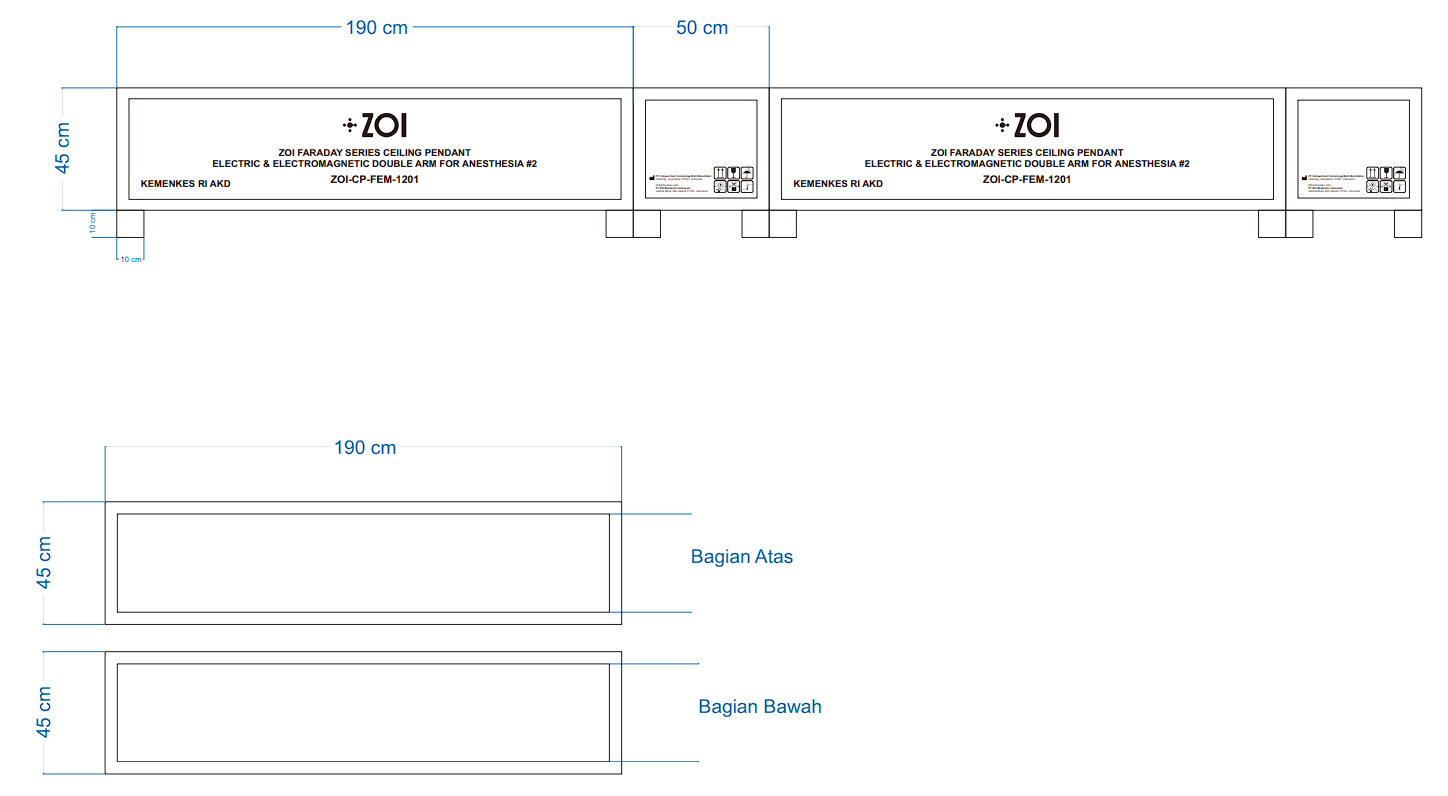 190 cm
50 cm
45 cm
ZOI
ZOI FARADAY SERIES CEILING PENDANT
ELECTRIC & ELECTROMAGNETIC DOUBLE ARM FOR ANESTHESIA #2
ZOI-CP-FEM-1201
KEMENKES RI AKD
ZOI
ZOI FARADAY SERIES CEILING PENDANT
ELECTRIC & ELECTROMAGNETIC DOUBLE ARM FOR ANESTHESIA #2
ZOI-CP-FEM-1201
KEMENKES RI AKD
10 cm
10 cm
190 cm
45 cm
Bagian Atas
45 cm
Bagian Bawah